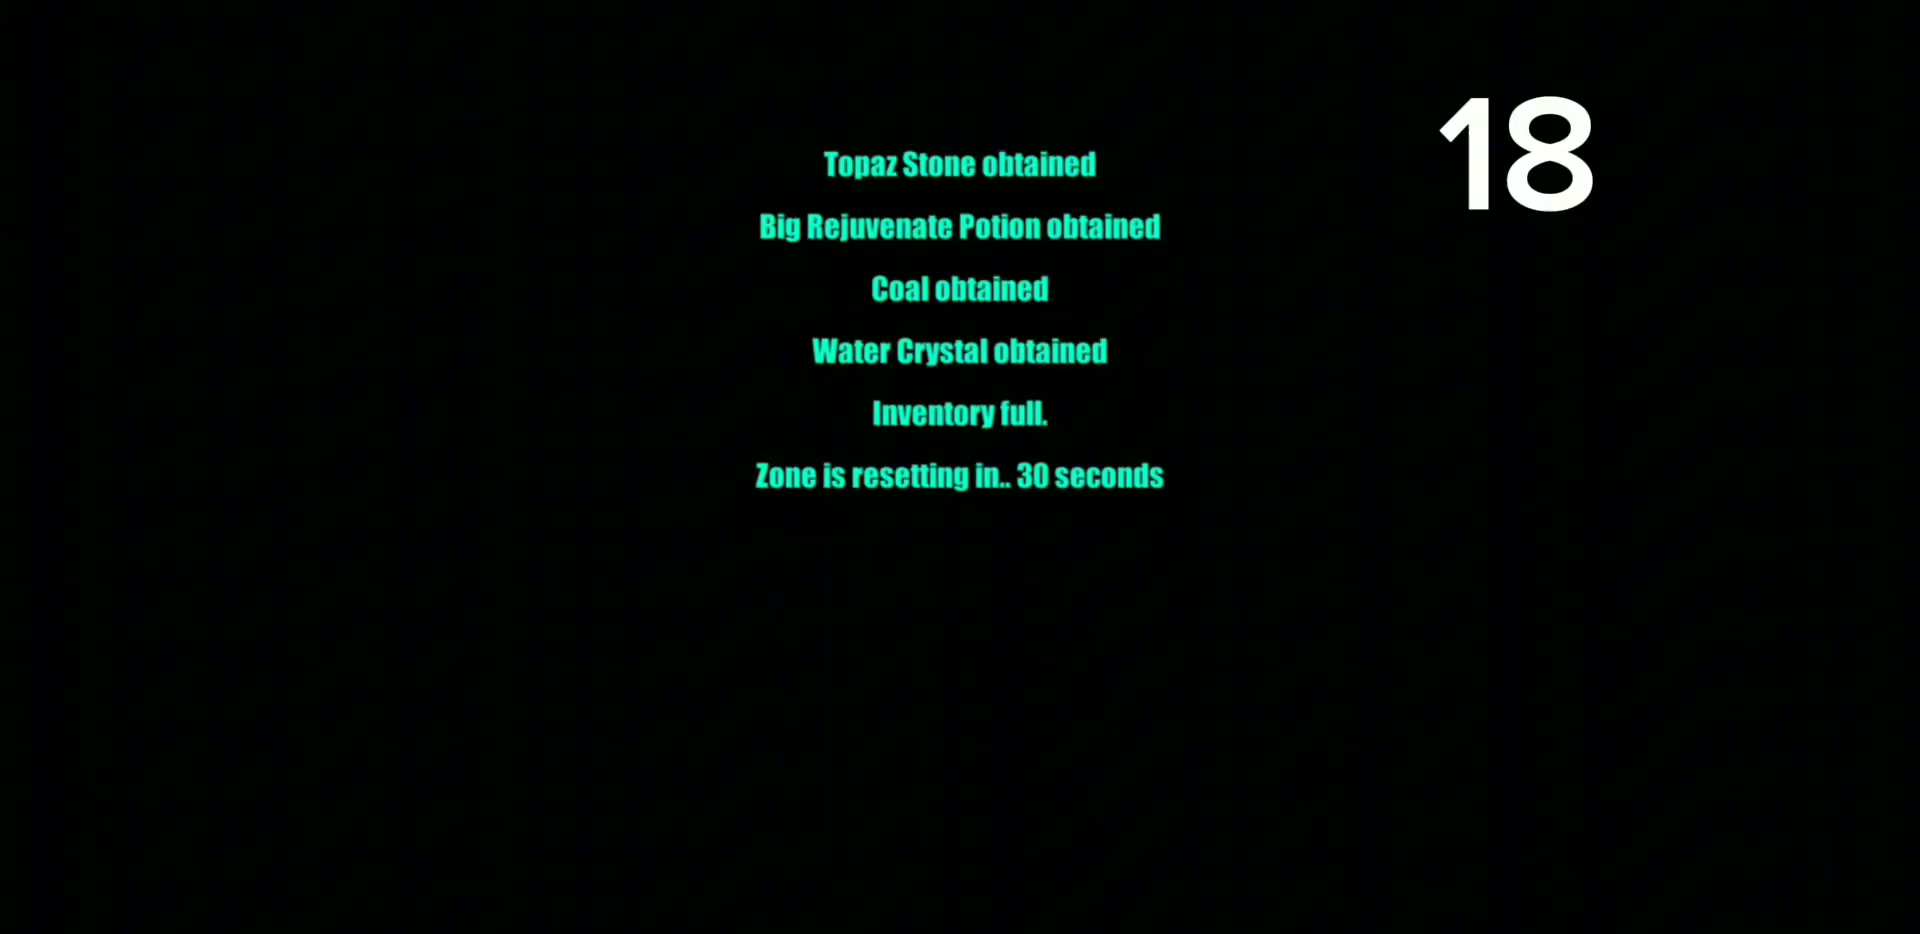 18
Topaz Stone obtained
Big Rejuvenate Potion obtained
Coal obtained
Water Crystal obtained
Inventory full.
Zone is resetting in.. 30 seconds